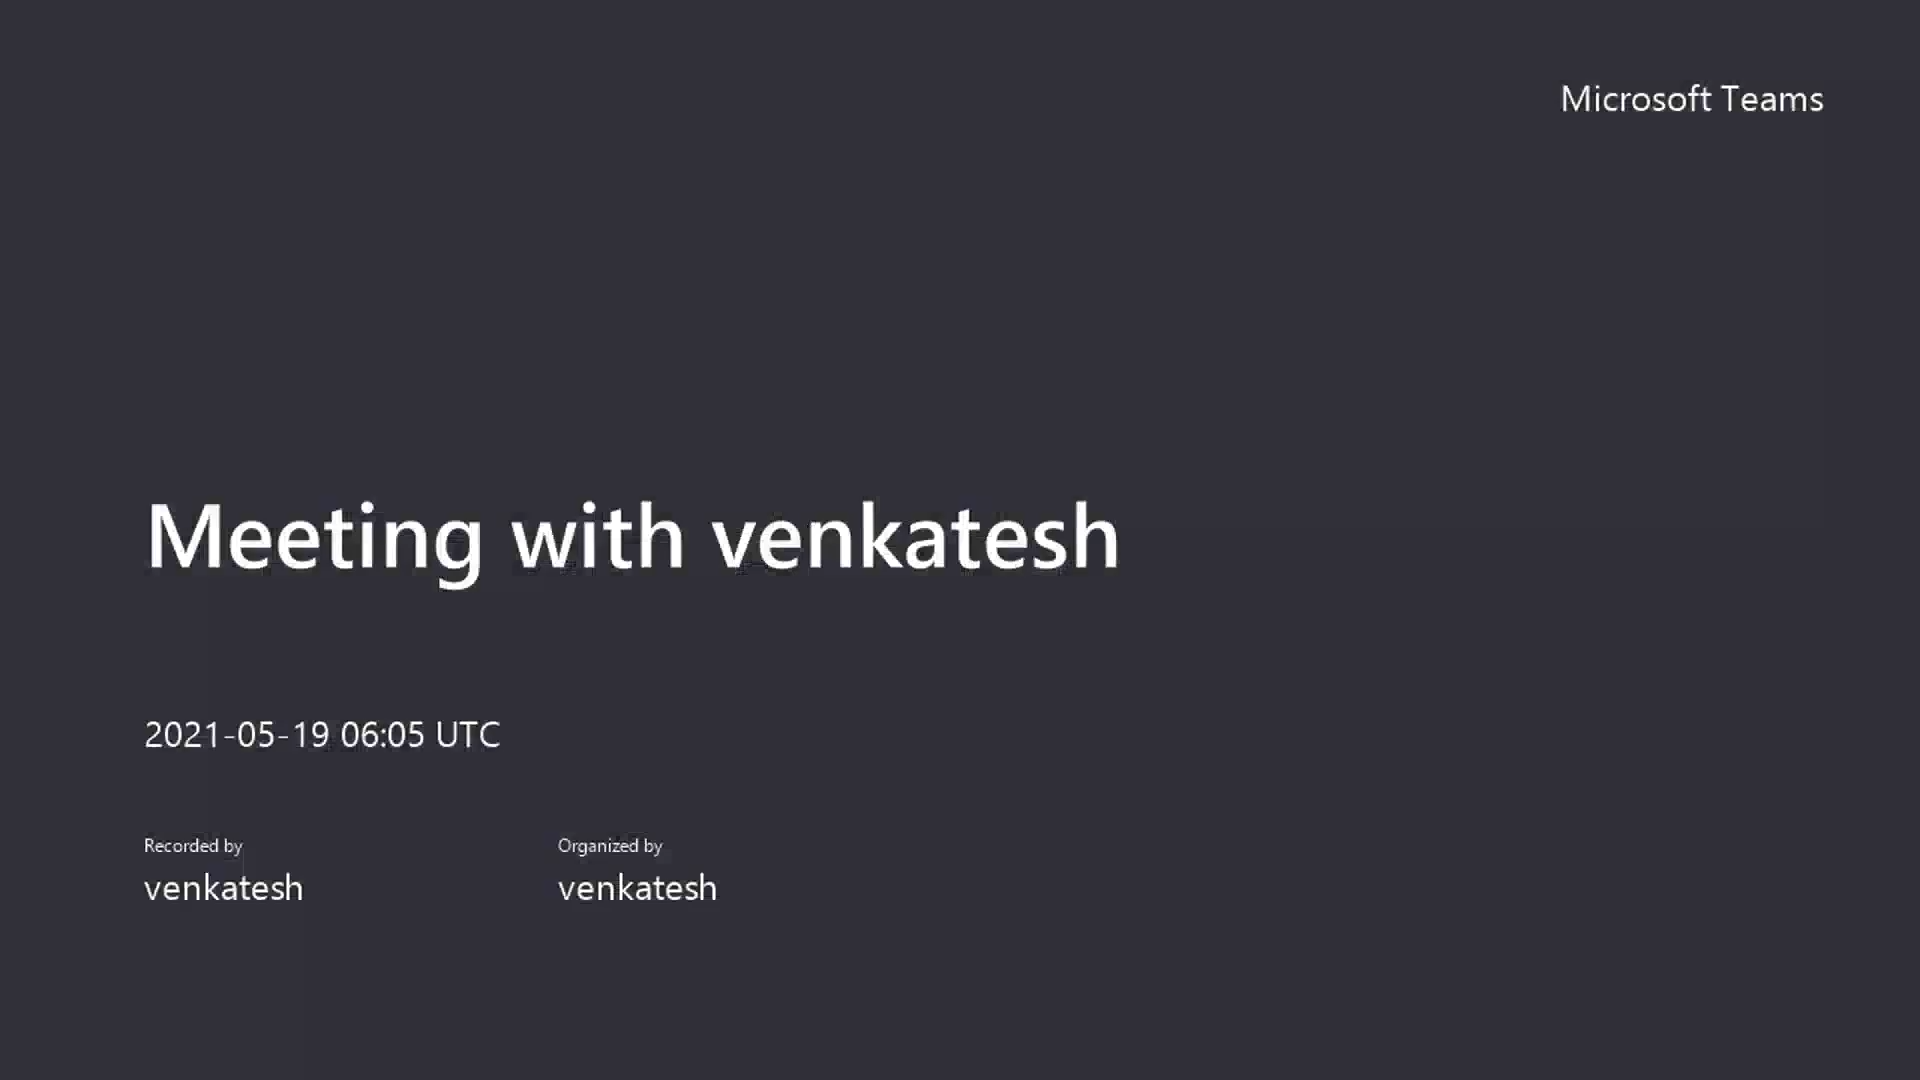 Microsoft Teams
Meeting with venkatesh
2021-05-19 06:05 UTC
Recorded by
venkatesh
Organized by
venkatesh